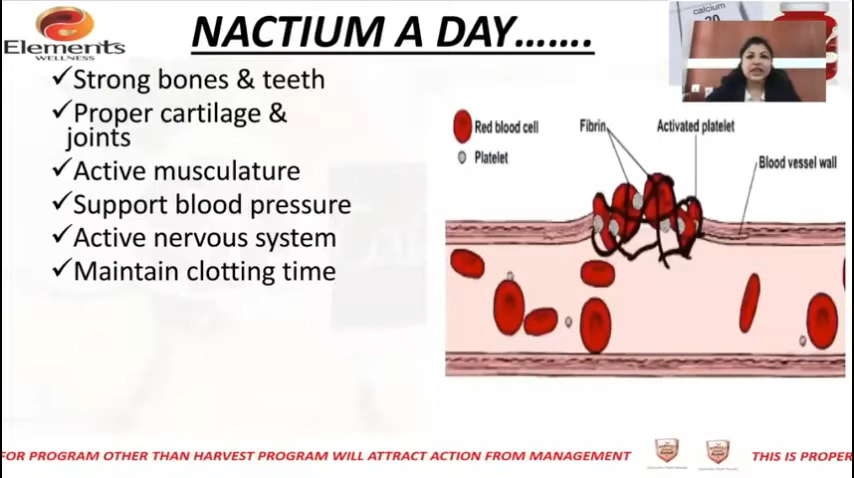 Elements
WELLNESS
NACTIUM A DAY.......
calcium
20
✓Strong bones & teeth
✓Proper cartilage &
joints
✓Active musculature
✓Support blood pressure
✓Active nervous system
✓Maintain clotting time
Red blood cell
Platelet
Fibrin
Activated platelet
Blood vessel wall
FOR PROGRAM OTHER THAN HARVEST PROGRAM WILL ATTRACT ACTION FROM MANAGEMENT
THIS IS PROPER